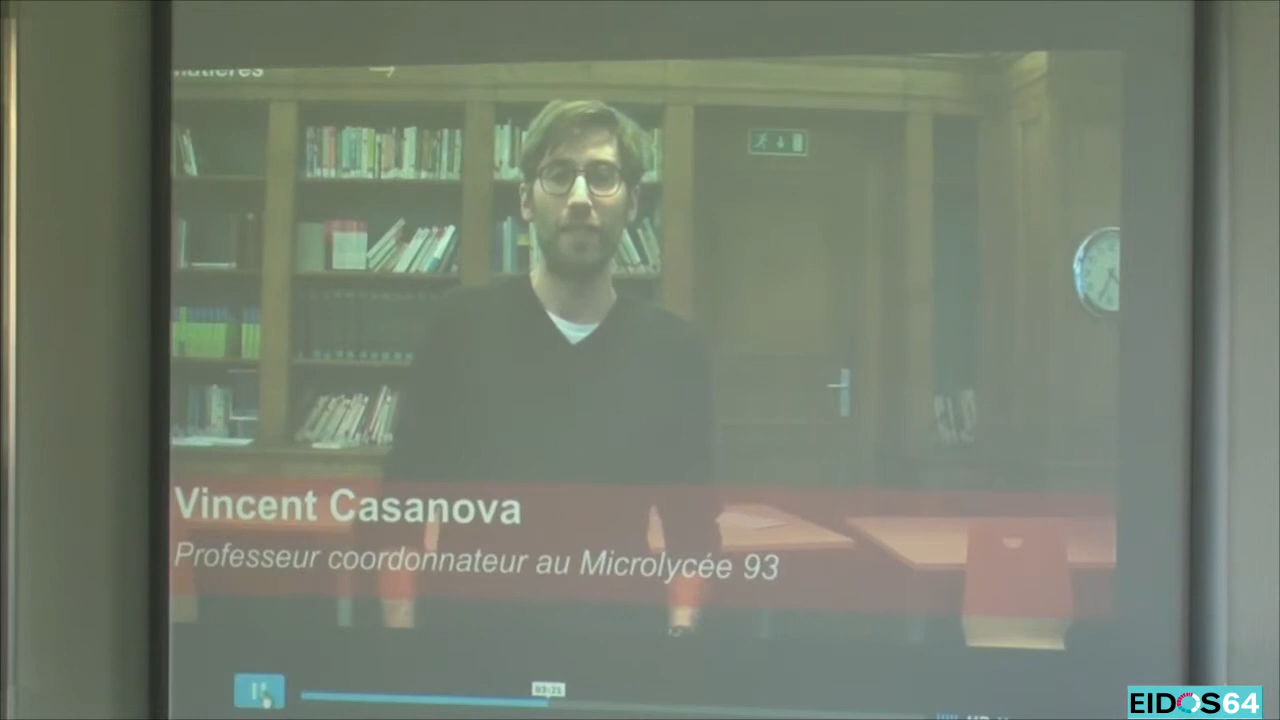 matières
Vincent Casanova
Professeur coordonnateur au Microlycée 93
03:21
EIDOS64